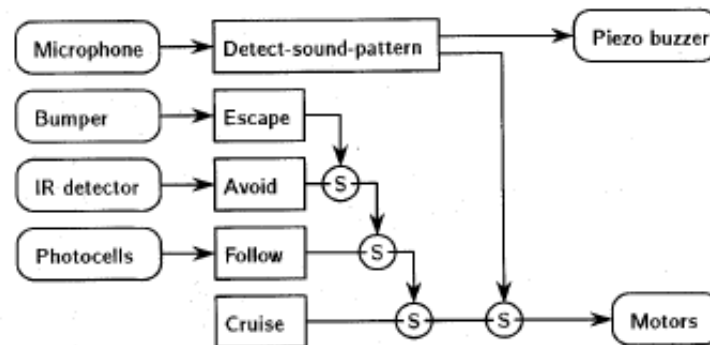 Microphone
Detect-sound-pattern
Piezo buzzer
Bumper
Escape
IR detector
Avoid
S
Photocells
Follow
S
Cruise
S
S
Motors